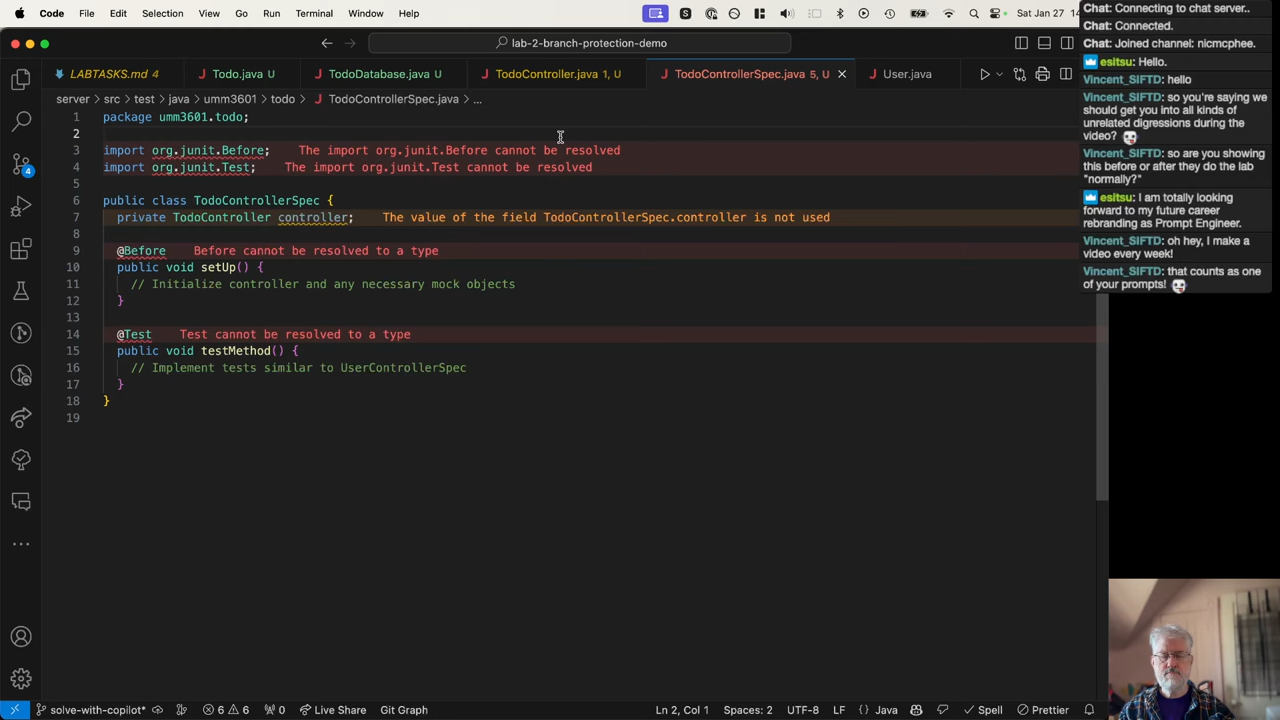 Code File Edit Selection View Go Run Terminal Window Help
Sat Jan 27 14
lab-2-branch-protection-demo
LABTASKS.md 4
Todo.java U
TodoDatabase.java U
TodoController.java 1, U
TodoControllerSpec.java 5, U
User.java
server > src > test > java > umm3601 > todo > J TodoControllerSpec.java > ...
1 package umm3601.todo;
2
3 import org.junit.Before; The import org.junit.Before cannot be resolved
4 import org.junit.Test; The import org.junit.Test cannot be resolved
5
6 public class TodoControllerSpec {
7 private TodoController controller; The value of the field TodoControllerSpec.controller is not used
8
9 @Before Before cannot be resolved to a type
10 public void setUp() {
11 // Initialize controller and any necessary mock objects
12 }
13
14 @Test Test cannot be resolved to a type
15 public void testMethod() {
16 // Implement tests similar to UserControllerSpec
17 }
18 }
19
solve-with-copilot* 6 6 0 Live Share Git Graph
Ln 2, Col 1 Spaces: 2 UTF-8 LF {} Java Spell Prettier
Chat: Connecting to chat server..
Chat: Connected.
Chat: Joined channel: nicmcphee.
esitsu: Hello.
Vincent_SIFTD: hello
Vincent_SIFTD: so you're saying we
should get you into all kinds of
unrelated digressions during the
video?
Vincent_SIFTD: so are you showing
this before or after they do the lab
"normally?"
esitsu: I am totally looking
forward to my future career
rebranding as Prompt Engineer.
Vincent_SIFTD: oh hey, I make a
video every week!
Vincent_SIFTD: that counts as one
of your prompts!